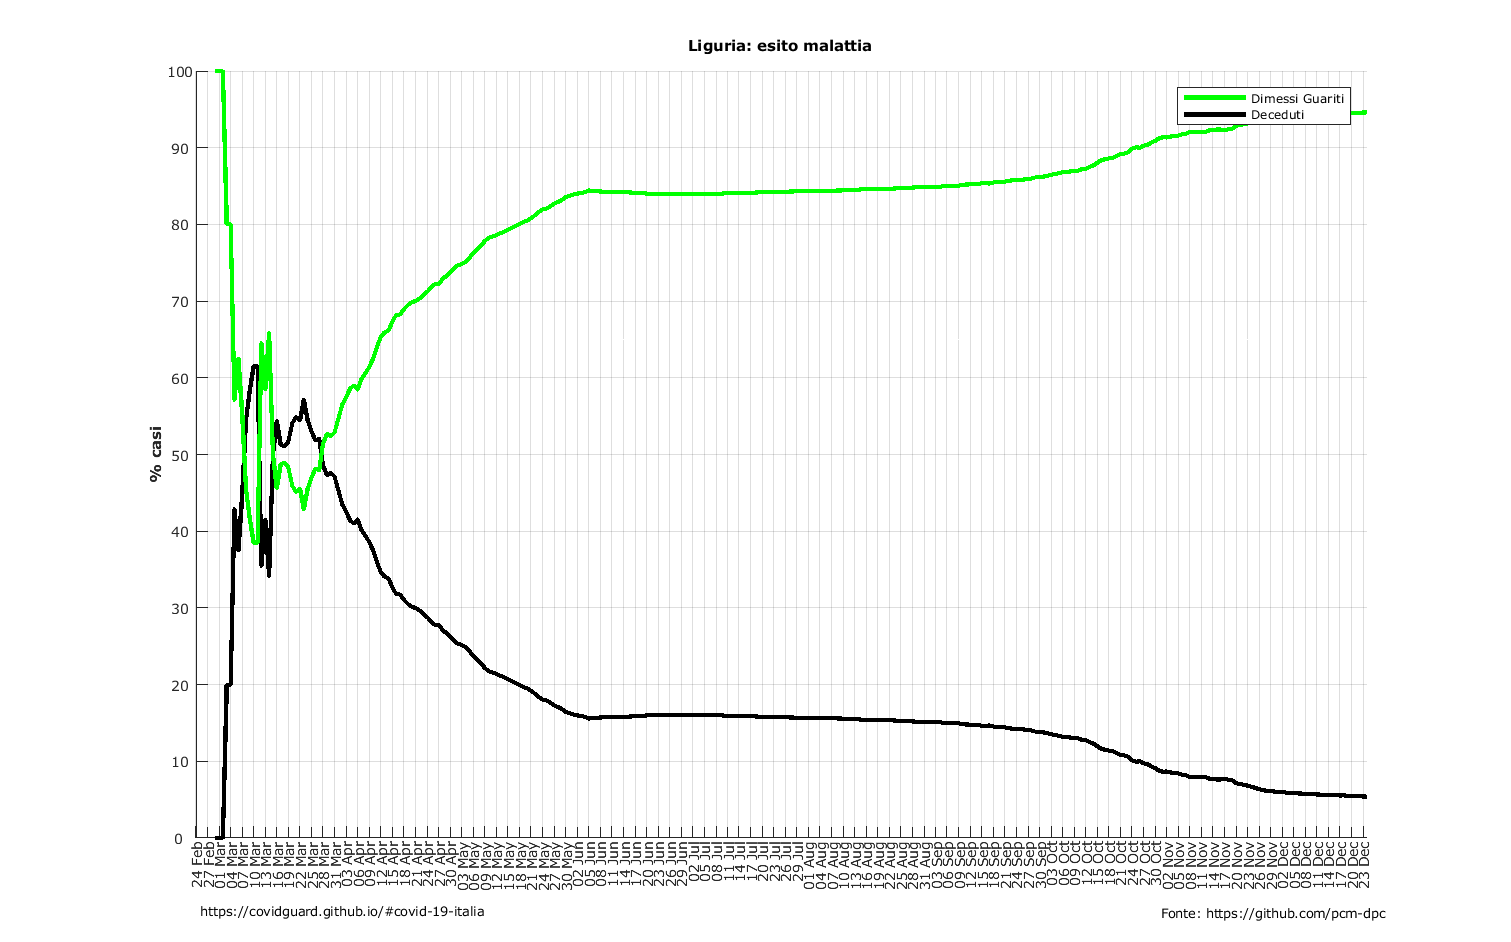 Liguria: esito malattia
Dimessi Guariti
Deceduti
% casi
100
90
80
70
60
50
40
30
20
10
0
24 Feb
27 Feb
01 Mar
04 Mar
07 Mar
10 Mar
13 Mar
16 Mar
19 Mar
22 Mar
25 Mar
28 Mar
31 Mar
03 Apr
06 Apr
09 Apr
12 Apr
15 Apr
18 Apr
21 Apr
24 Apr
27 Apr
30 Apr
03 May
06 May
09 May
12 May
15 May
18 May
21 May
24 May
27 May
30 May
02 Jun
05 Jun
08 Jun
11 Jun
14 Jun
17 Jun
20 Jun
23 Jun
26 Jun
29 Jun
02 Jul
05 Jul
08 Jul
11 Jul
14 Jul
17 Jul
20 Jul
23 Jul
26 Jul
29 Jul
01 Aug
04 Aug
07 Aug
10 Aug
13 Aug
16 Aug
19 Aug
22 Aug
25 Aug
28 Aug
31 Aug
03 Sep
06 Sep
09 Sep
12 Sep
15 Sep
18 Sep
21 Sep
24 Sep
27 Sep
30 Sep
03 Oct
06 Oct
09 Oct
12 Oct
15 Oct
18 Oct
21 Oct
24 Oct
27 Oct
30 Oct
02 Nov
05 Nov
08 Nov
11 Nov
14 Nov
17 Nov
20 Nov
23 Nov
26 Nov
29 Nov
02 Dec
05 Dec
08 Dec
11 Dec
14 Dec
17 Dec
20 Dec
23 Dec
https://covidguard.github.io/#covid-19-italia
Fonte: https://github.com/pcm-dpc